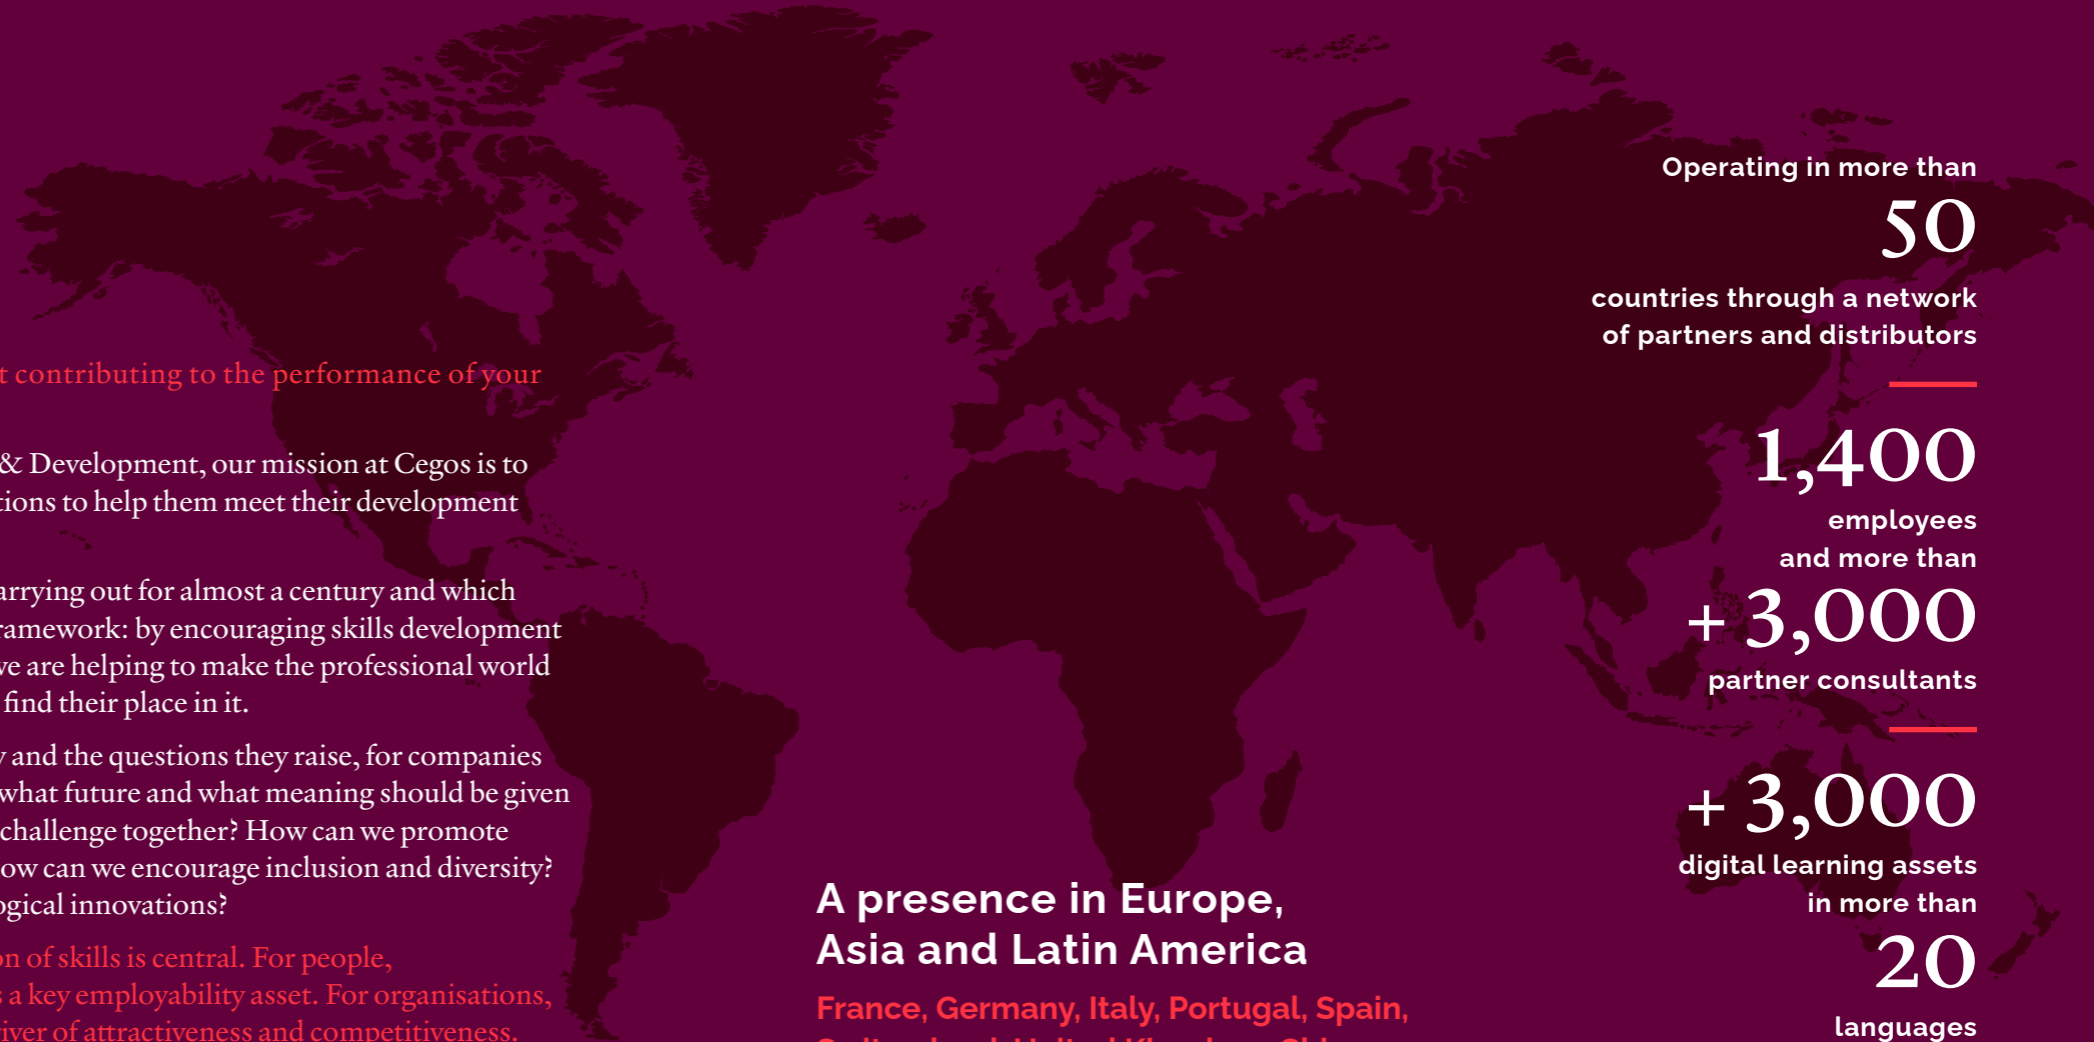 t contributing to the performance of your
& Development, our mission at Cegos is to
tions to help them meet their development
arrying out for almost a century and which
ramework: by encouraging skills development
ve are helping to make the professional world
find their place in it.
y and the questions they raise, for companies
what future and what meaning should be given
challenge together? How can we promote
ow can we encourage inclusion and diversity?
ogical innovations?
on of skills is central. For people,
s a key employability asset. For organisations,
river of attractiveness and competitiveness.
A presence in Europe,
Asia and Latin America
France, Germany, Italy, Portugal, Spain,
Operating in more than
50
countries through a network
of partners and distributors
1,400
employees
and more than
+ 3,000
partner consultants
+ 3,000
digital learning assets
in more than
20
languages